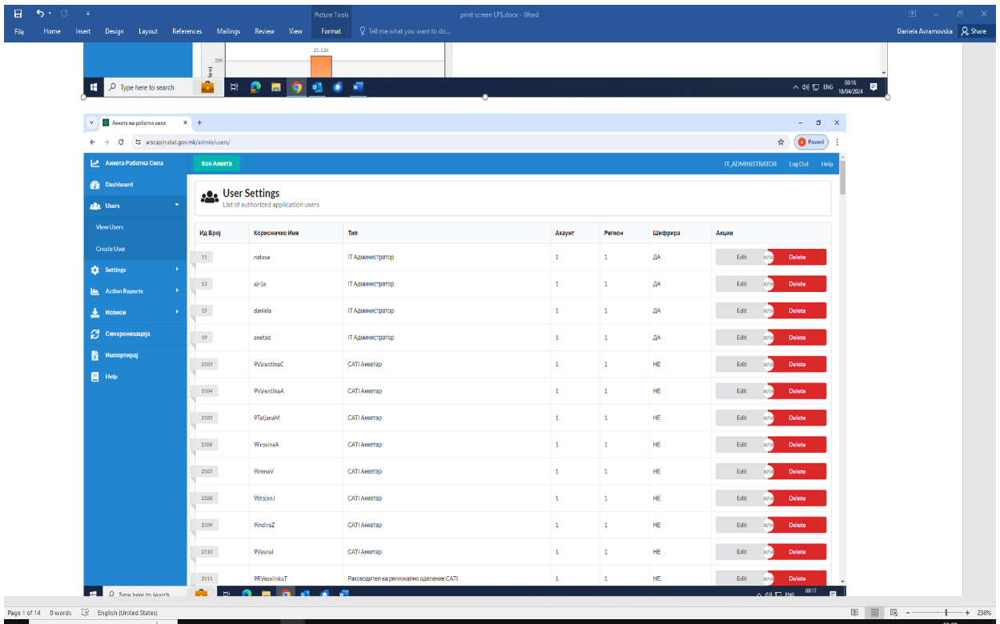 print screen LFS.docx - Word
Picture Tools
File Home Insert Design Layout References Mailings Review View Format Tell me what you want to do... Daniela Avramovska Share
21.12K
20K
Број
Type here to search ENG 08:16
18/04/2024
Анкета на работна сила
arscapin.stat.gov.mk/admin/users/ A Paused
Анкета Работна Сила Кон Анкета IT_ADMINISTRATOR Log Out Help
Dashboard
Users
View Users
Create User
Settings
Action Reports
Исписи
Синхронизација
Импортирај
Help
User Settings
List of authorized application users
Ид Број Корисничко Име Тип Акаунт Регион Шифрира Акции
11 natasa IT Администратор 1 1 ДА Edit или Delete
13 ajrija IT Администратор 1 1 ДА Edit или Delete
15 daniela IT Администратор 1 1 ДА Edit или Delete
19 anetad IT Администратор 1 1 ДА Edit или Delete
2103 9ValentinaC CATI Анкетар 1 1 НЕ Edit или Delete
2104 9ValentinaA CATI Анкетар 1 1 НЕ Edit или Delete
2105 9TatjanaM CATI Анкетар 1 1 НЕ Edit или Delete
2106 9FrosinaA CATI Анкетар 1 1 НЕ Edit или Delete
2107 9IrenaV CATI Анкетар 1 1 НЕ Edit или Delete
2108 9StojanJ CATI Анкетар 1 1 НЕ Edit или Delete
2109 9IndiraZ CATI Анкетар 1 1 НЕ Edit или Delete
2110 9VesnaI CATI Анкетар 1 1 НЕ Edit или Delete
2111 9RVeselinkaT Раководител на регионално оделение CATI 1 1 НЕ Edit или Delete
Type here to search ENG 08:17
Page 1 of 14 0 words English (United States) 236%